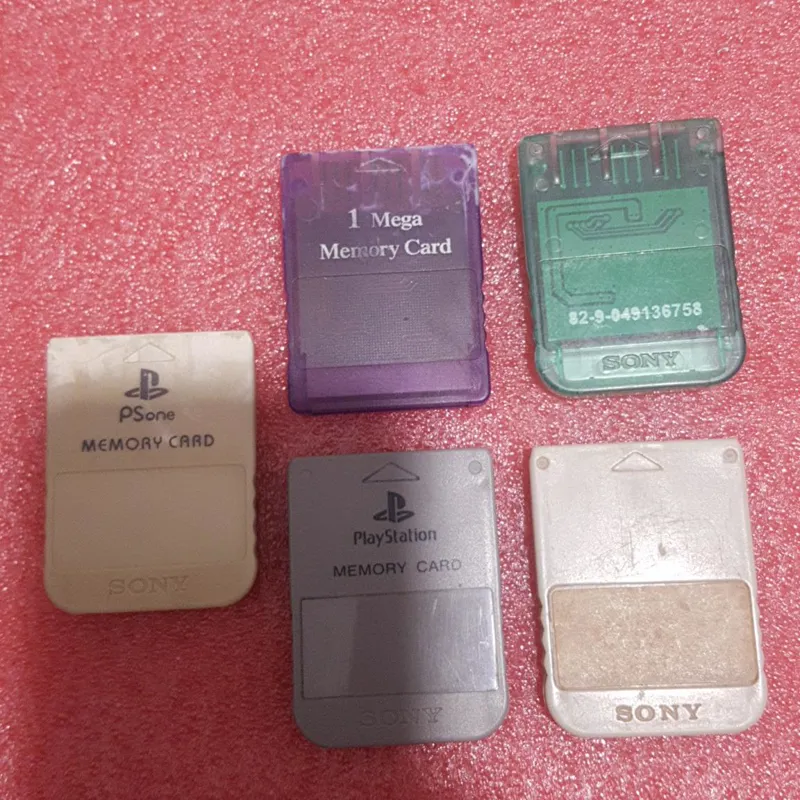 1 Mega
Memory Card
82-9-049136758
SONY
PSone
MEMORY CARD
SONY
PlayStation
MEMORY CARD
SONY
SONY